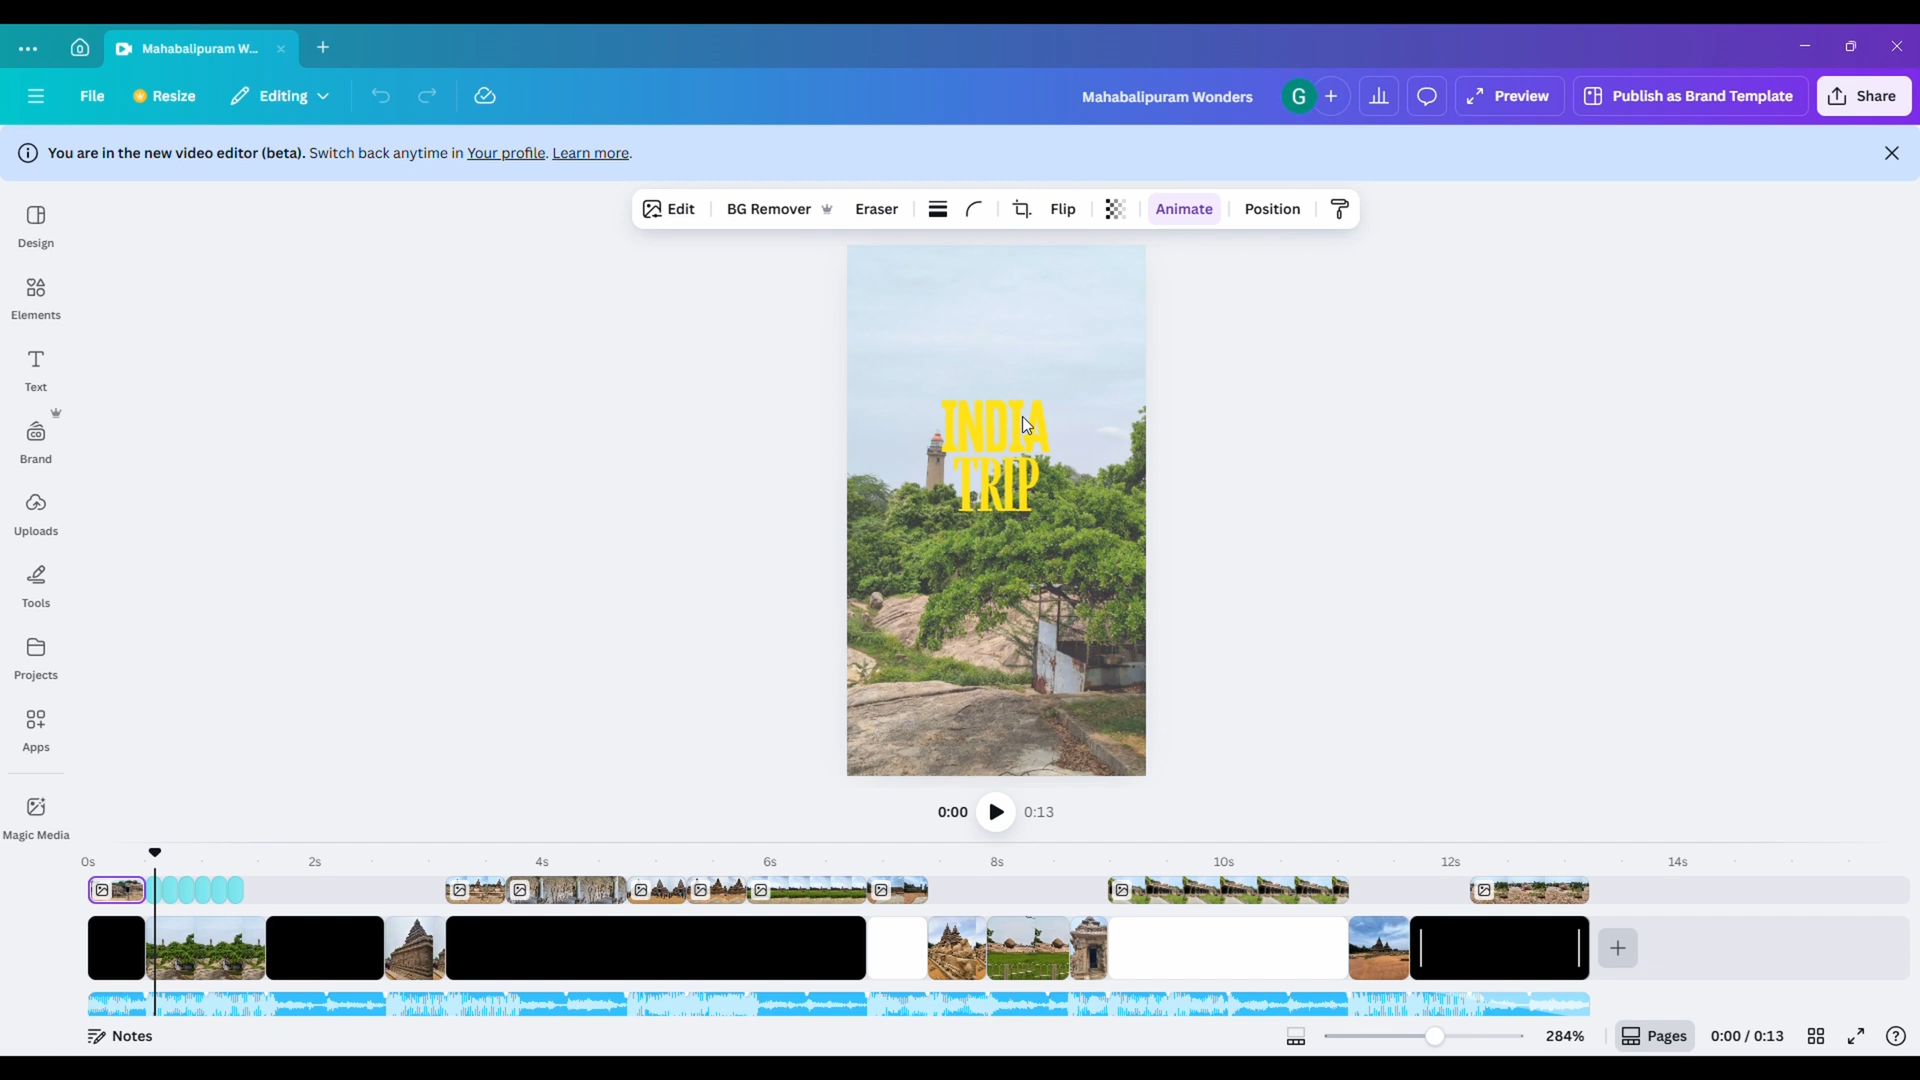 Mahabalipuram W...
File
Resize
Editing
Mahabalipuram Wonders
G
Preview
Publish as Brand Template
Share
You are in the new video editor (beta). Switch back anytime in Your profile. Learn more.
Edit
BG Remover
Eraser
Flip
Animate
Position
Design
Elements
Text
Brand
Uploads
Tools
Projects
Apps
Magic Media
INDIA
TRIP
0:00
0:13
0s
2s
4s
6s
8s
10s
12s
14s
Notes
284%
Pages
0:00 / 0:13